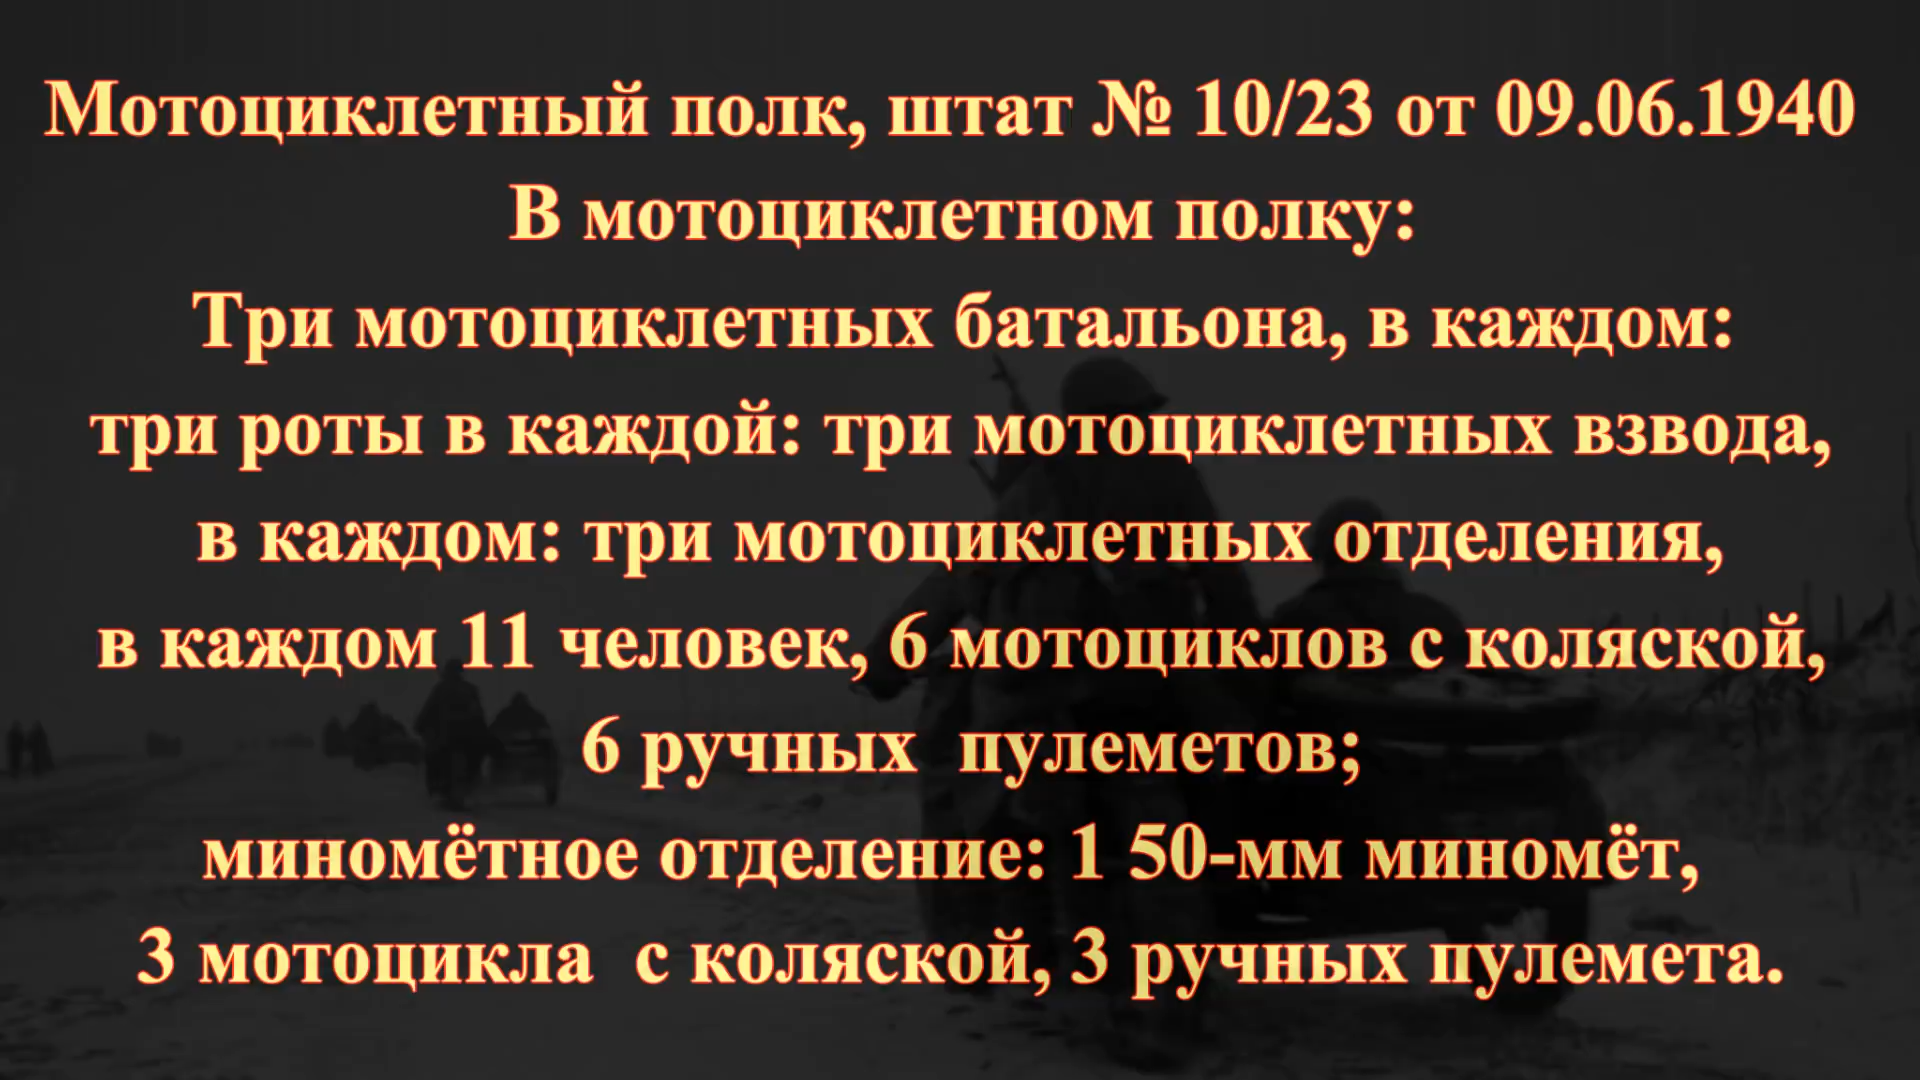 Мотоциклетный полк, штат № 10/23 от 09.06.1940
В мотоциклетном полку:
Три мотоциклетных батальона, в каждом:
три роты в каждой: три мотоциклетных взвода,
в каждом: три мотоциклетных отделения,
в каждом 11 человек, 6 мотоциклов с коляской,
6 ручных пулеметов;
миномётное отделение: 1 50-мм миномёт,
3 мотоцикла с коляской, 3 ручных пулемета.